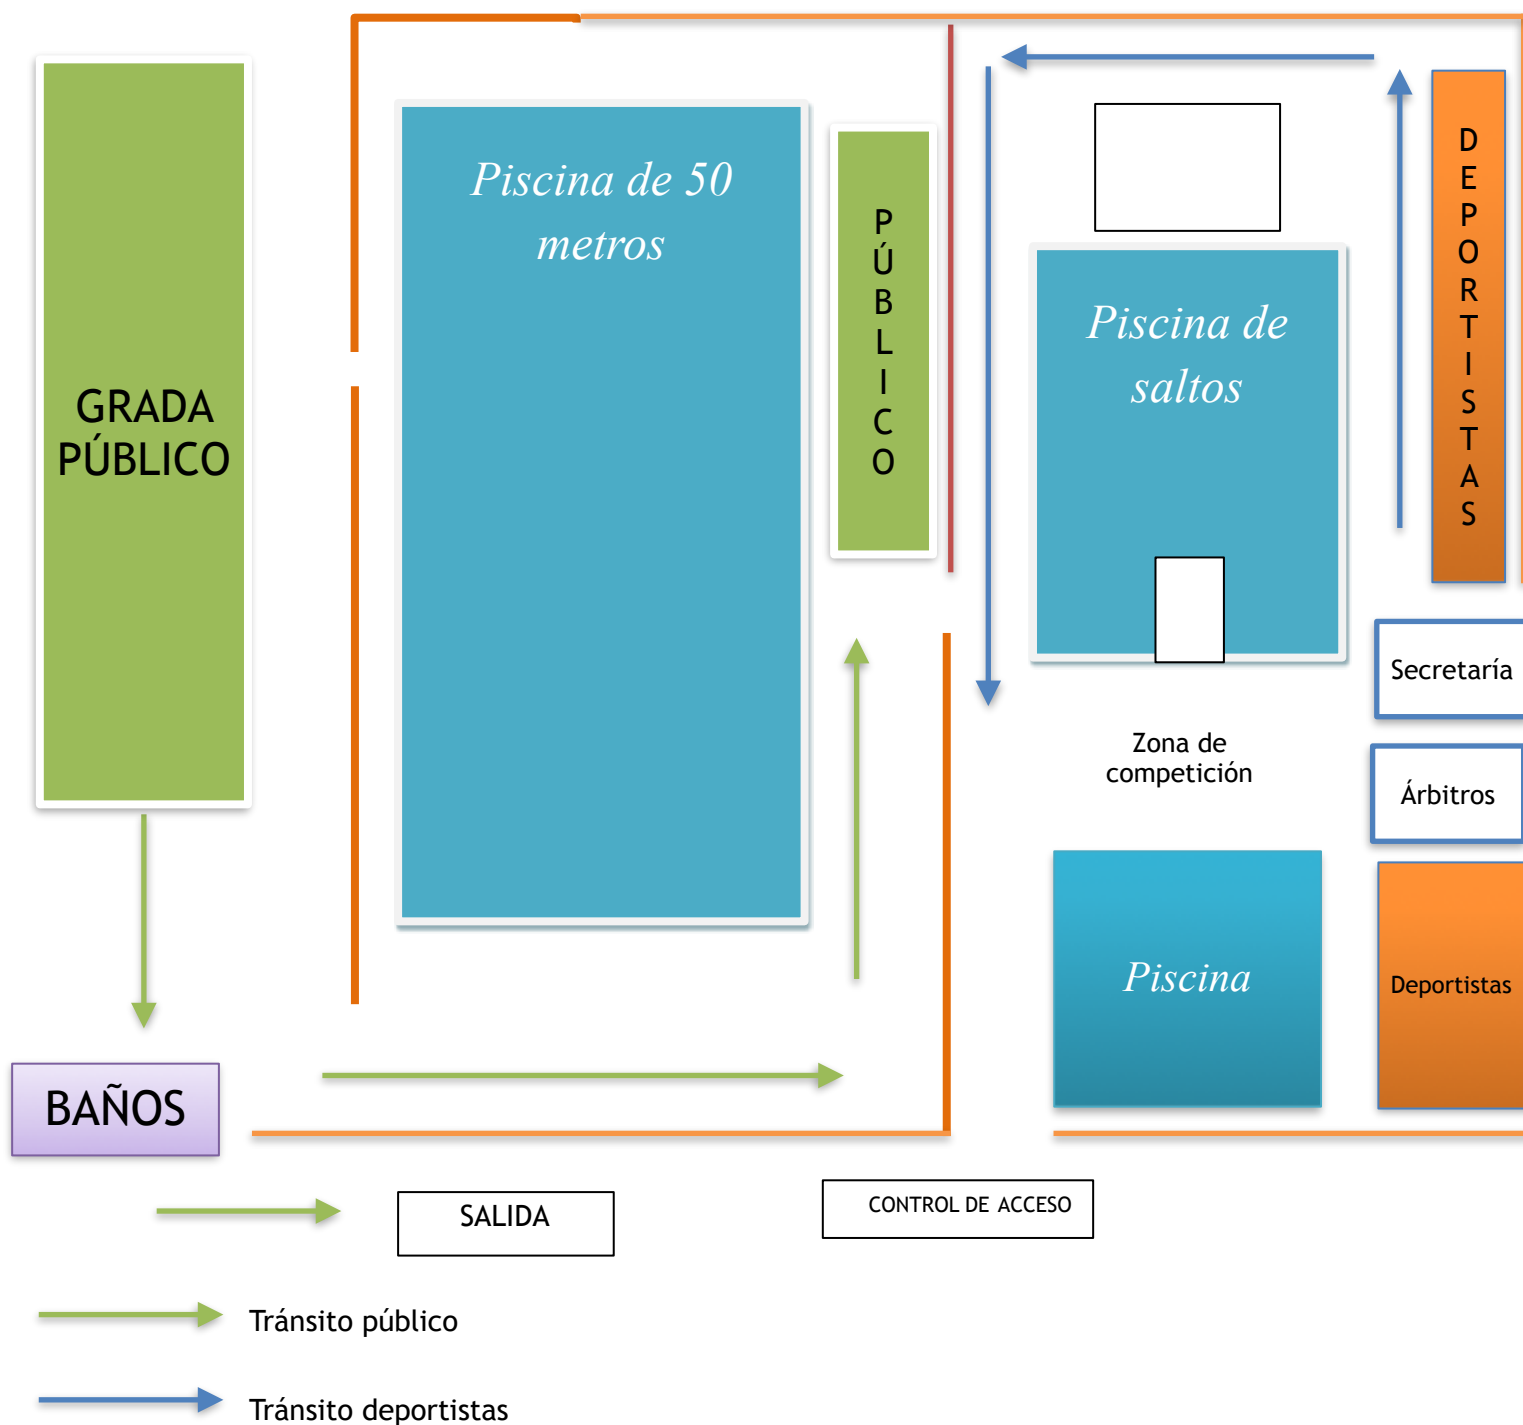 Piscina de 50
metros
GRADA
PÚBLICO
P
Ú
B
L
I
C
O
Piscina de
saltos
D
E
P
O
R
T
I
S
T
A
S
Secretaría
Zona de
competición
Árbitros
Piscina
Deportistas
BAÑOS
SALIDA
CONTROL DE ACCESO
Tránsito público
Tránsito deportistas